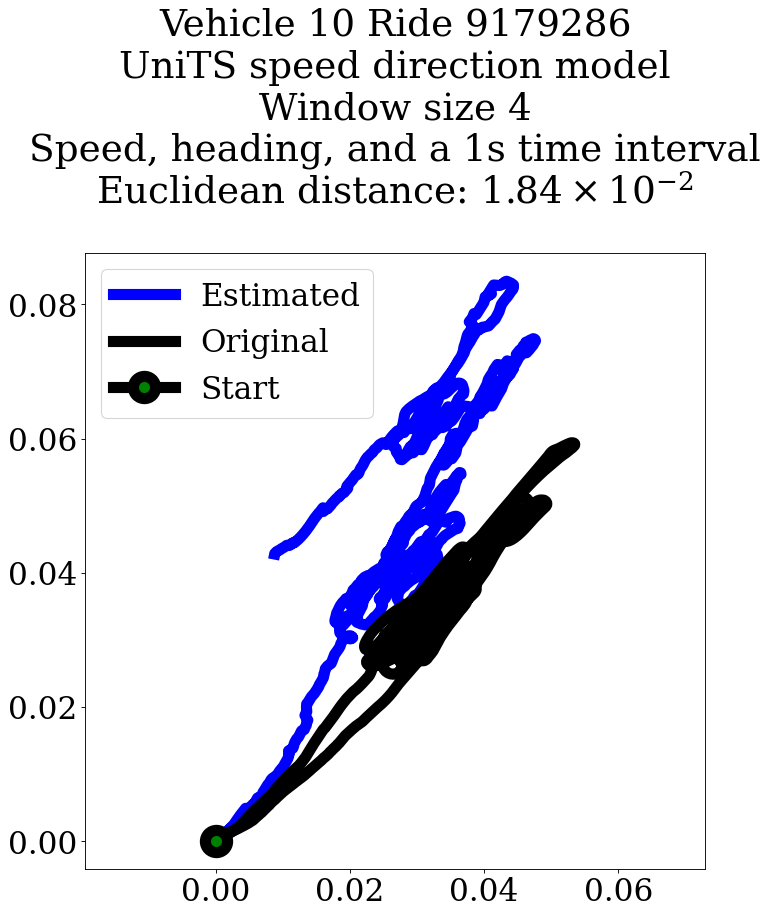 Vehicle 10 Ride 9179286
UniTS speed direction model
Window size 4
Speed, heading, and a 1s time interval
Euclidean distance: 1.84 × 10⁻²
Estimated
Original
Start
0.08
0.06
0.04
0.02
0.00
0.00 0.02 0.04 0.06